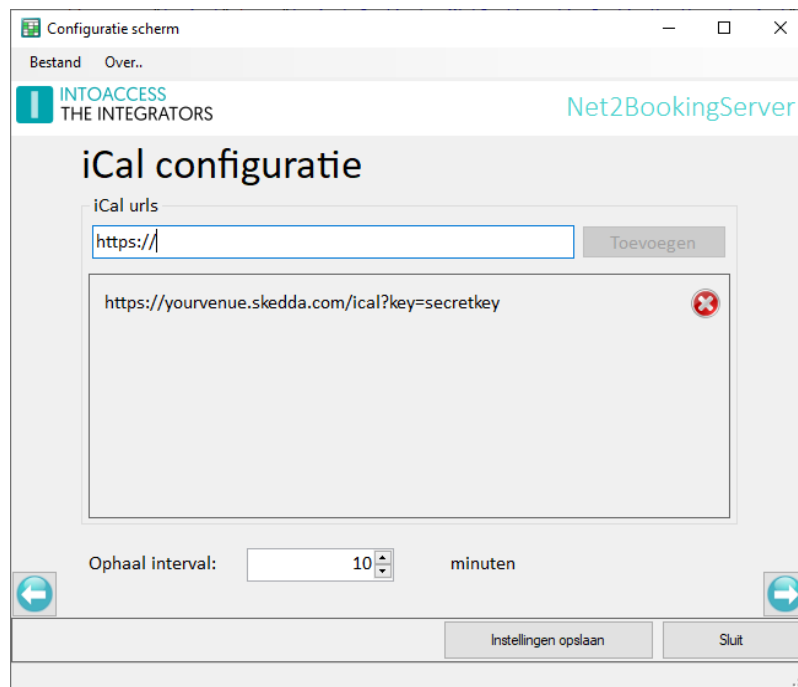 Configuratie scherm
Bestand Over..
INTOACCESS
THE INTEGRATORS
Net2BookingServer
iCal configuratie
iCal urls
https:// Toevoegen
https://yourvenue.skedda.com/ical?key=secretkey
Ophaal interval: 10 minuten
Instellingen opslaan Sluit